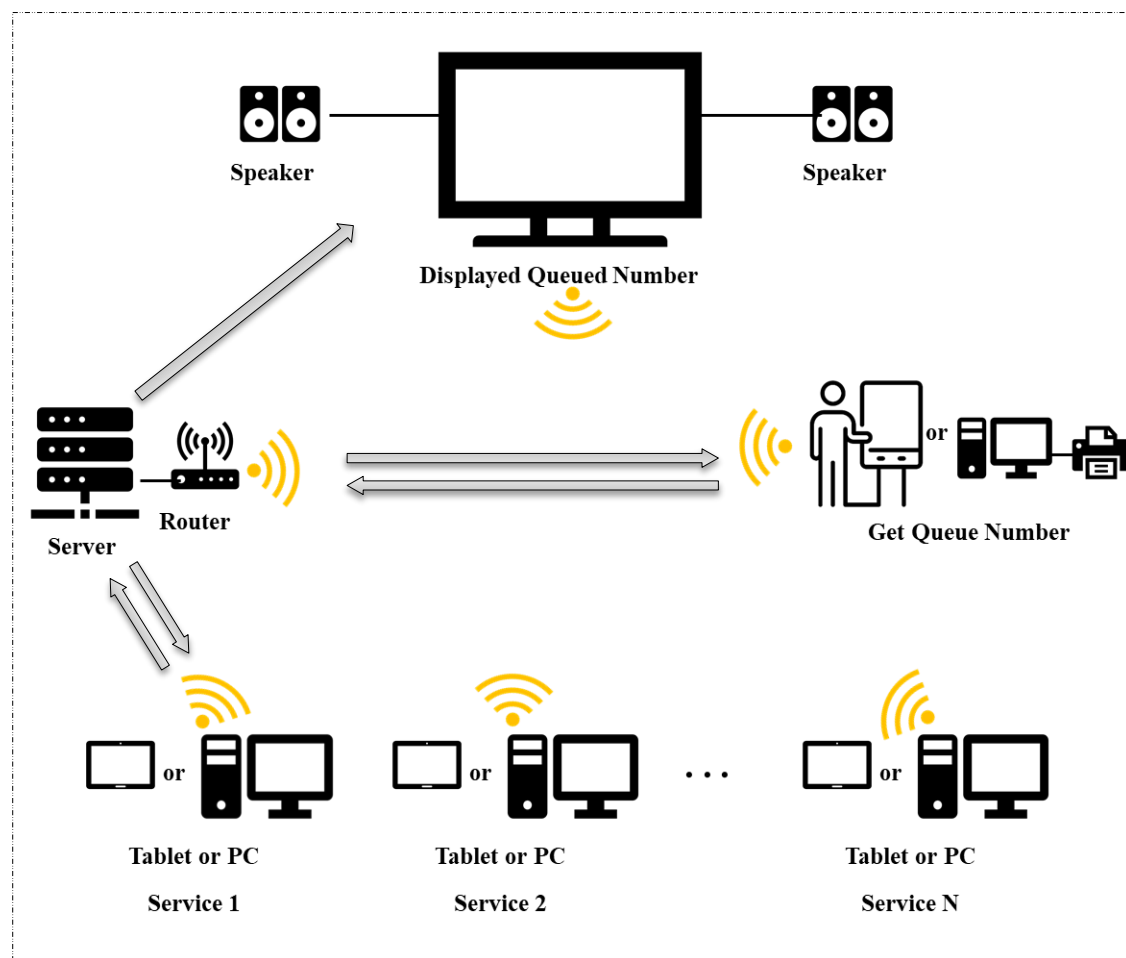 Speaker
Speaker
Displayed Queued Number
or
Router
Server
Get Queue Number
or
or
. . .
or
Tablet or PC
Tablet or PC
Tablet or PC
Service 1
Service 2
Service N